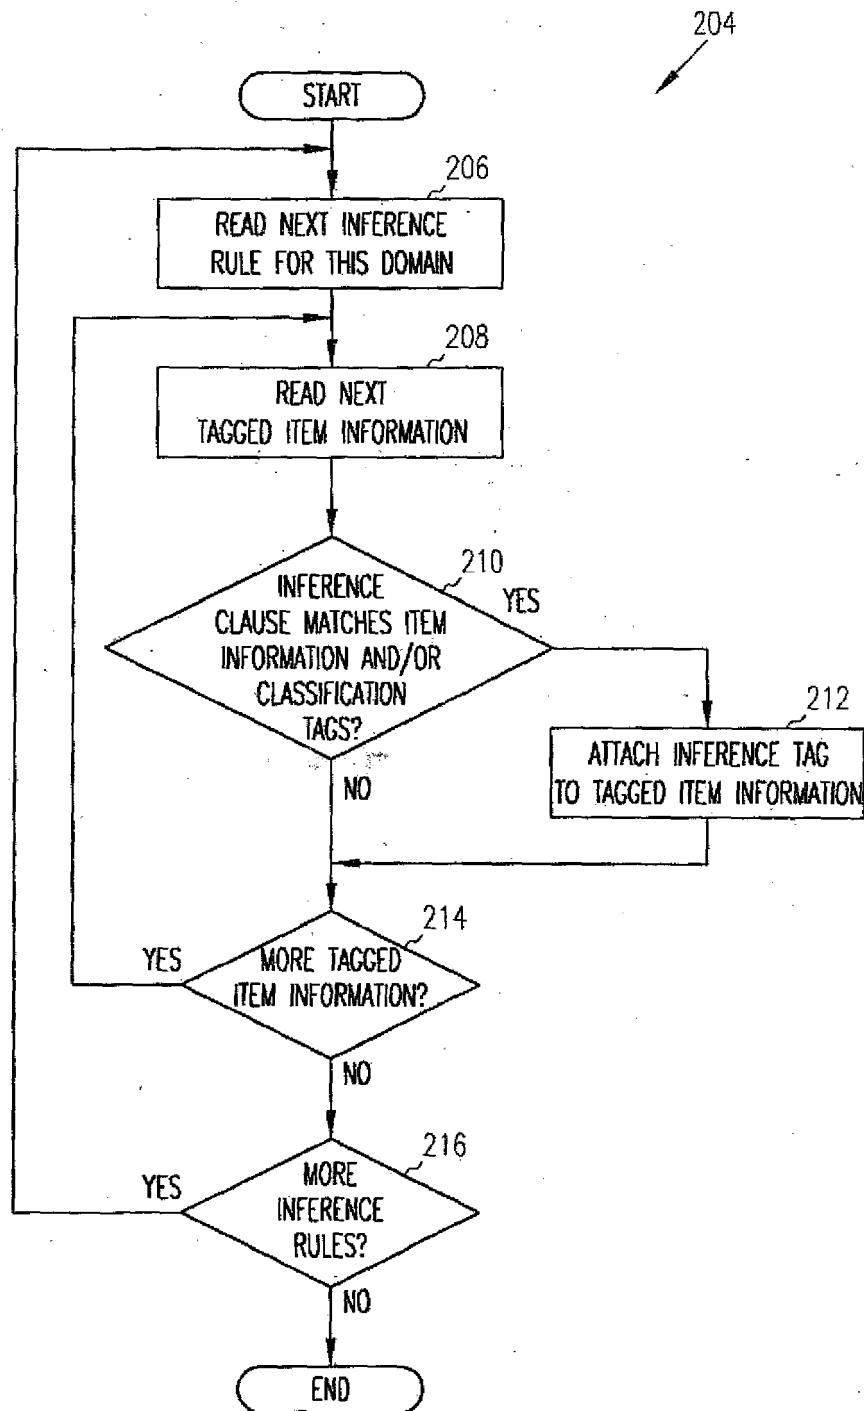 204
START
206
READ NEXT INFERENCE
RULE FOR THIS DOMAIN
208
READ NEXT
TAGGED ITEM INFORMATION
210
INFERENCE
CLAUSE MATCHES ITEM
INFORMATION AND/OR
CLASSIFICATION
TAGS?
YES
212
ATTACH INFERENCE TAG
TO TAGGED ITEM INFORMATION
NO
214
MORE TAGGED
ITEM INFORMATION?
YES
NO
216
MORE
INFERENCE
RULES?
YES
NO
END